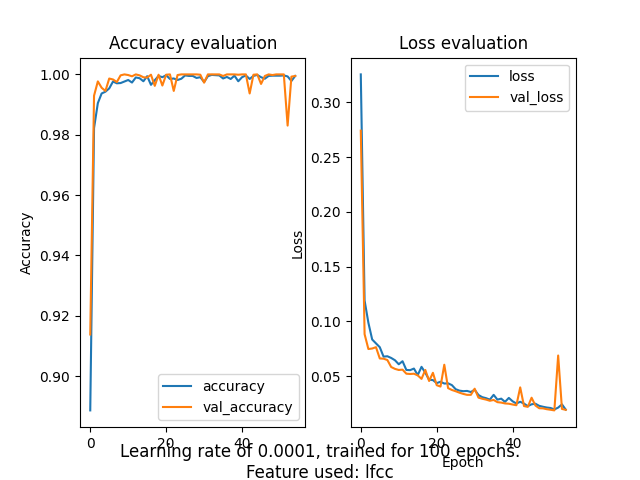 Accuracy evaluation
Accuracy
1.00
0.98
0.96
0.94
0.92
0.90
0 20 40
accuracy
val_accuracy
Loss evaluation
Loss
0.30
0.25
0.20
0.15
0.10
0.05
0 20 40
loss
val_loss
Epoch
Learning rate of 0.0001, trained for 100 epochs.
Feature used: lfcc